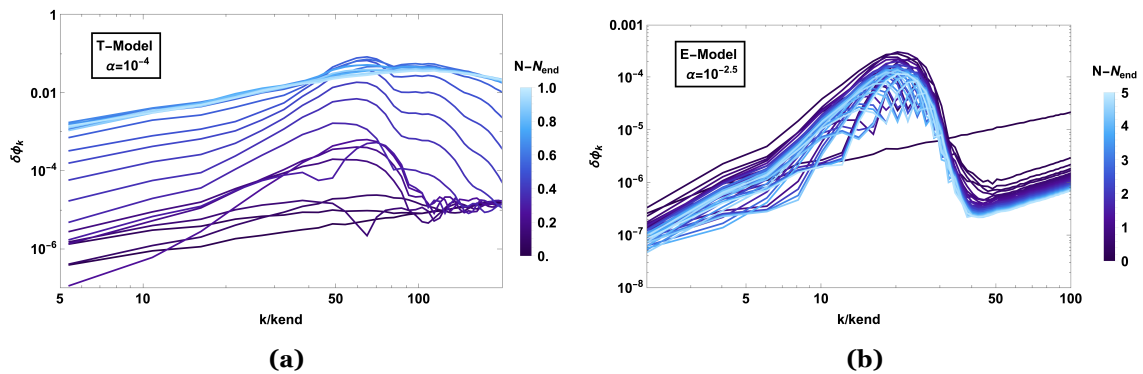 1
0.01
10⁻⁴
10⁻⁶
δϕₖ
T-Model
α=10⁻⁴
5
10
50
100
k/kend
N-Nend
1.0
0.8
0.6
0.4
0.2
0.
(a)
0.001
10⁻⁴
10⁻⁵
10⁻⁶
10⁻⁷
10⁻⁸
δϕₖ
E-Model
α=10⁻²·⁵
5
10
50
100
k/kend
N-Nend
5
4
3
2
1
0
(b)